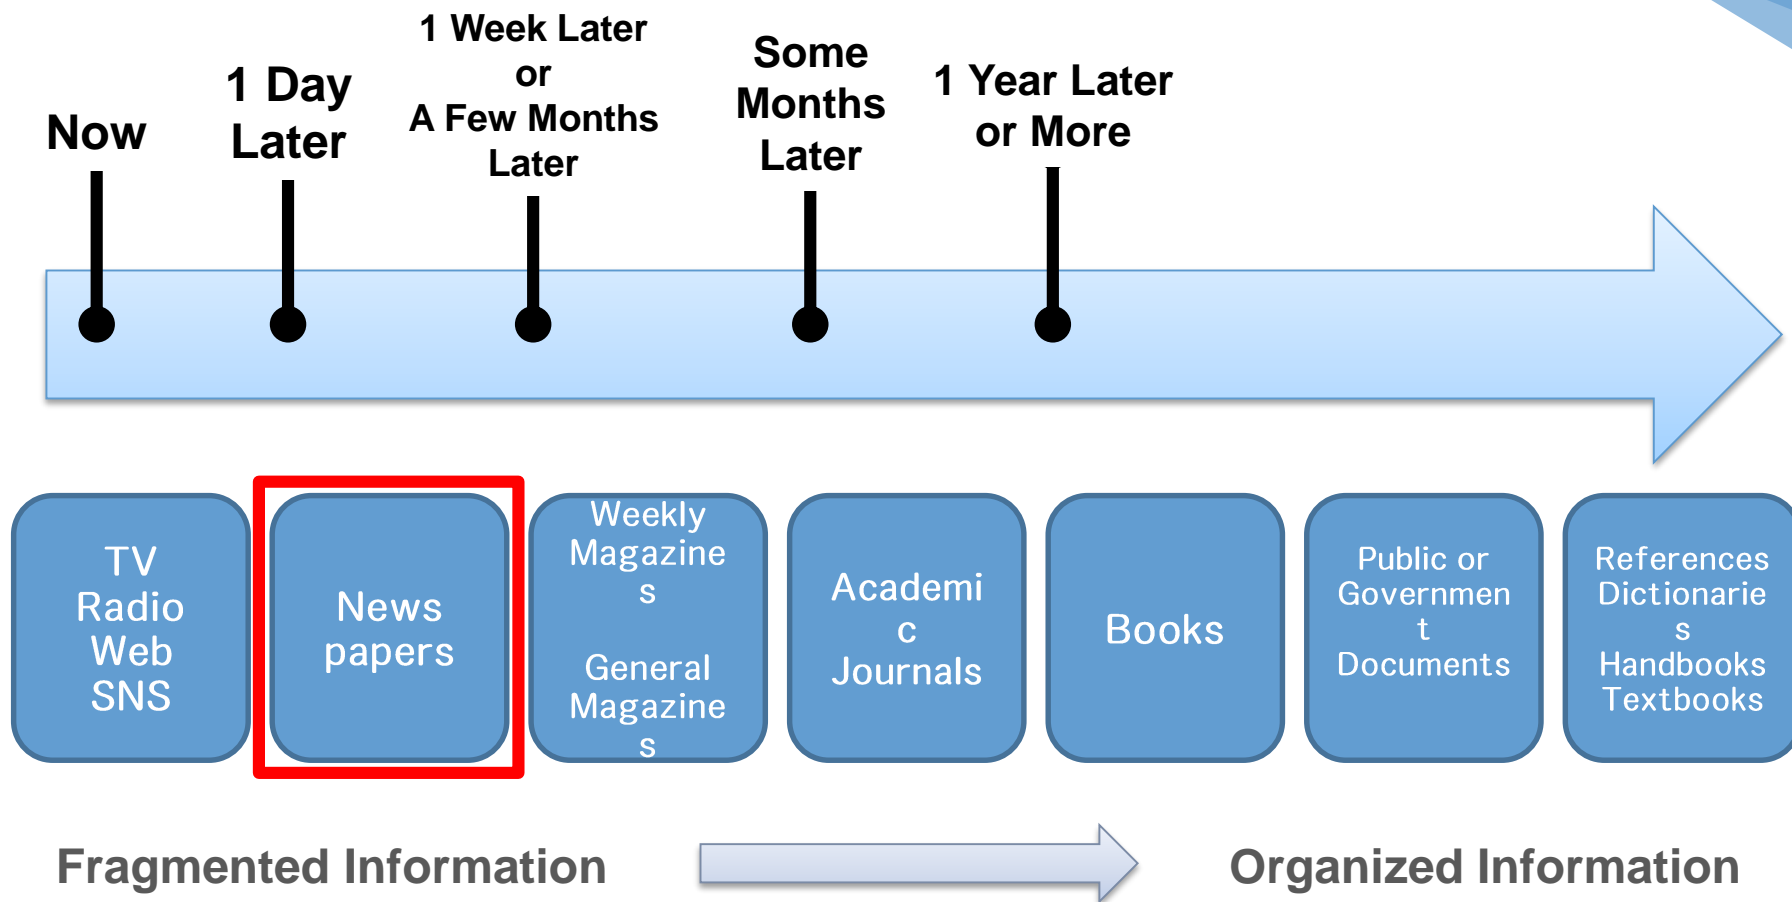 Now
1 Day
Later
1 Week Later
or
A Few Months
Later
Some
Months
Later
1 Year Later
or More
TV
Radio
Web
SNS
News
papers
Weekly
Magazine
s
General
Magazine
s
Academi
c
Journals
Books
Public or
Governmen
t
Documents
References
Dictionarie
s
Handbooks
Textbooks
Fragmented Information
Organized Information